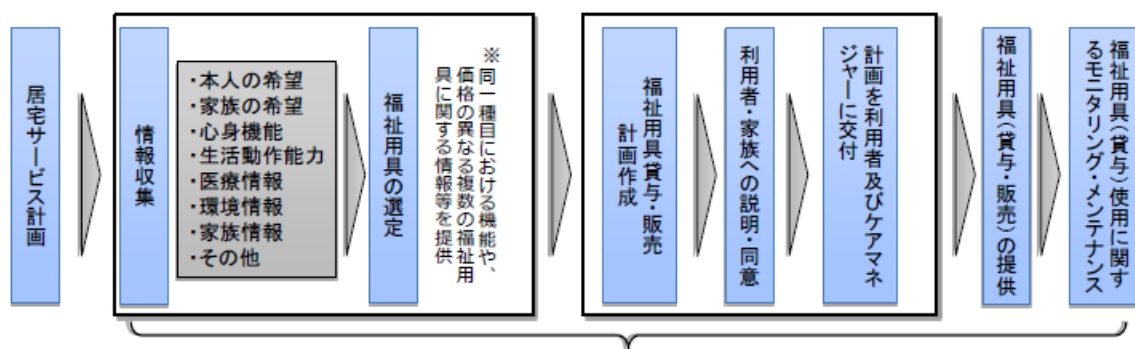 居宅サービス計画
情報収集
・本人の希望
・家族の希望
・心身機能
・生活動作能力
・医療情報
・環境情報
・家族情報
・その他
福祉用具の選定
※同一種目における機能や、
価格の異なる複数の福祉用
具に関する情報等を提供
福祉用具貸与・販売
計画作成
利用者・家族への説明・同意
計画を利用者及びケアマネ
ジャーに交付
福祉用具(貸与・販売)の提供
福祉用具(貸与)使用に関す
るモニタリング・メンテナンス